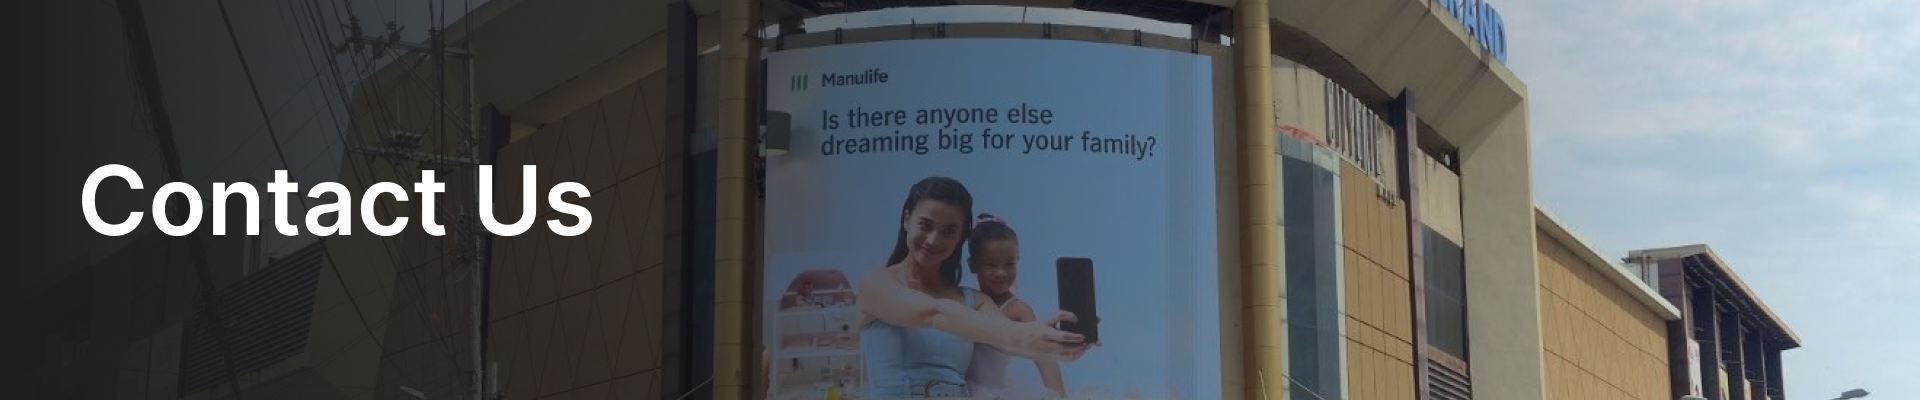 Contact Us
Manulife
Is there anyone else
dreaming big for your family?